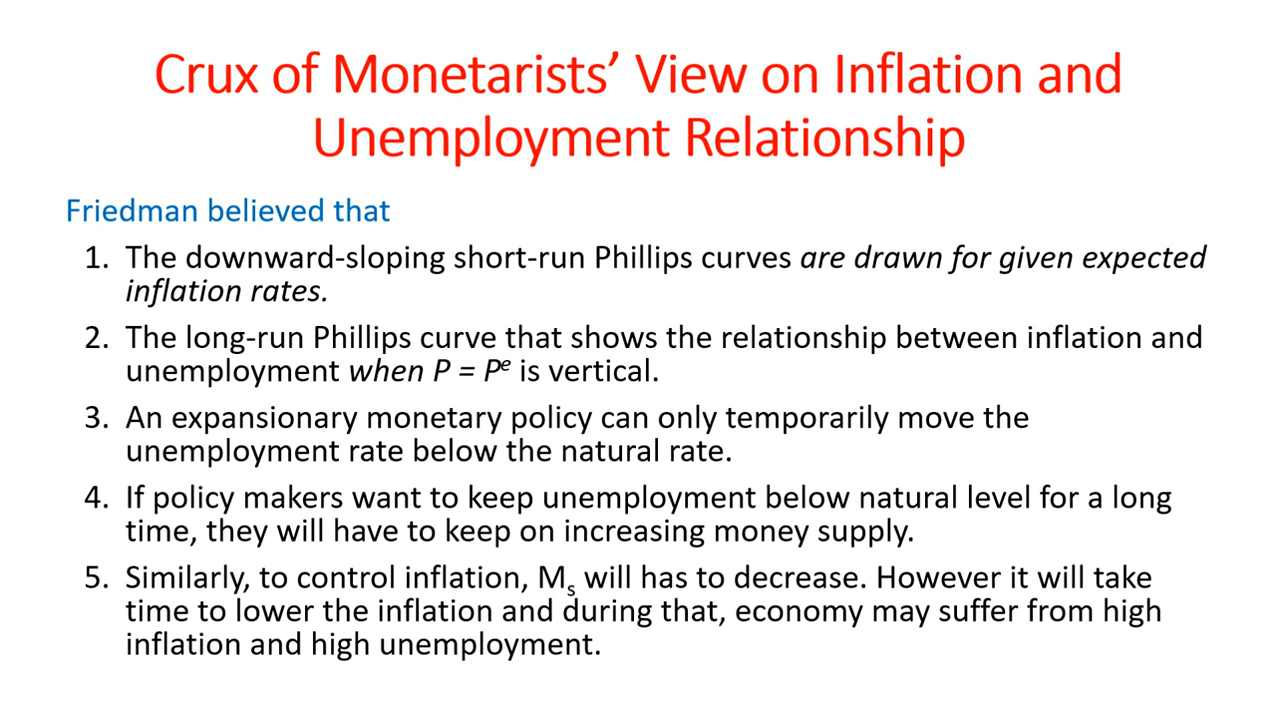 Crux of Monetarists’ View on Inflation and
Unemployment Relationship
Friedman believed that
1. The downward-sloping short-run Phillips curves are drawn for given expected
inflation rates.
2. The long-run Phillips curve that shows the relationship between inflation and
unemployment when P = Pᵉ is vertical.
3. An expansionary monetary policy can only temporarily move the
unemployment rate below the natural rate.
4. If policy makers want to keep unemployment below natural level for a long
time, they will have to keep on increasing money supply.
5. Similarly, to control inflation, Mₛ will has to decrease. However it will take
time to lower the inflation and during that, economy may suffer from high
inflation and high unemployment.